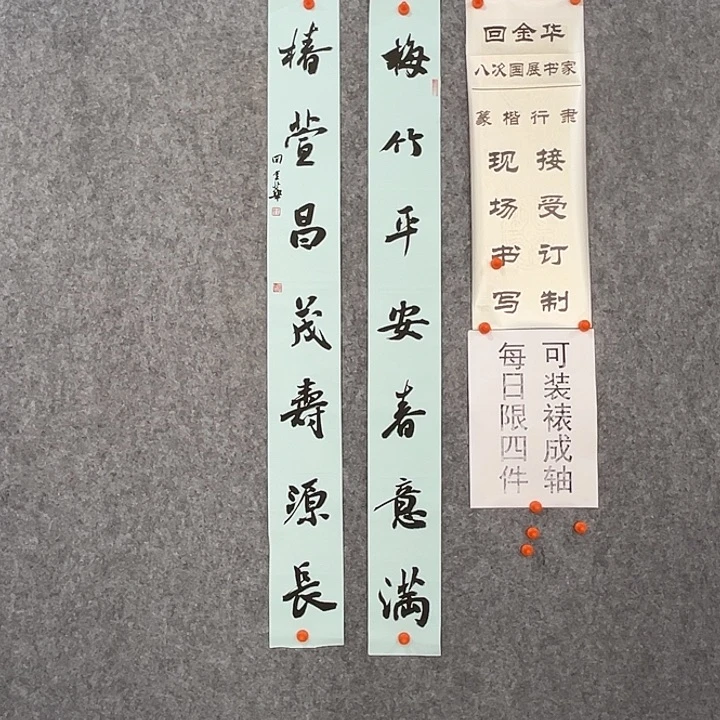 梅竹平安春意满
椿萱昌茂壽源長
回金華
回金华
八次国展书家
篆楷行隶
接受订制
现场书写
可装裱成轴
每日限四件